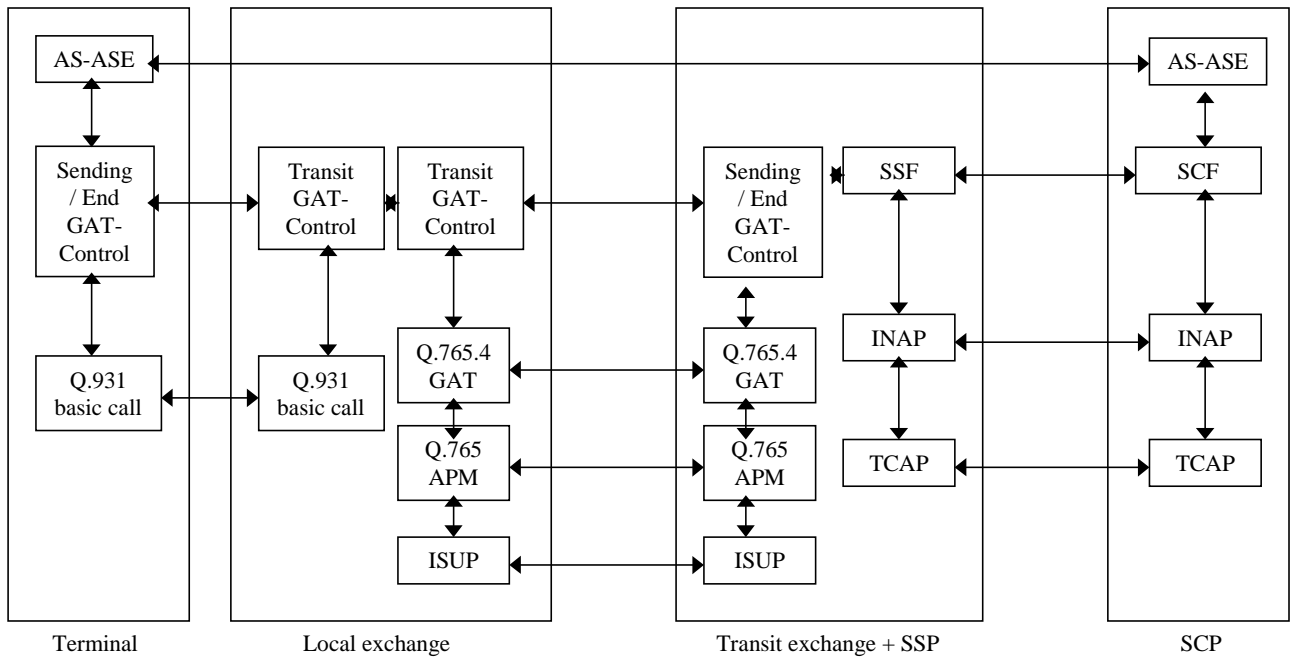 AS-ASE
AS-ASE
Sending
/ End
GAT-
Control
Transit
GAT-
Control
Transit
GAT-
Control
Sending
/ End
GAT-
Control
SSF
SCF
Q.931
basic call
Q.931
basic call
Q.765.4
GAT
Q.765.4
GAT
INAP
INAP
Q.765
APM
Q.765
APM
TCAP
TCAP
ISUP
ISUP
Terminal
Local exchange
Transit exchange + SSP
SCP